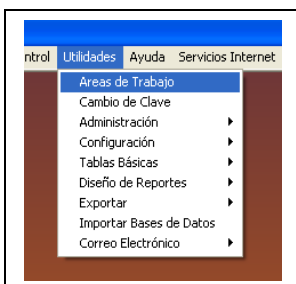 ntrol Utilidades Ayuda Servicios Internet
Areas de Trabajo
Cambio de Clave
Administración
Configuración
Tablas Básicas
Diseño de Reportes
Exportar
Importar Bases de Datos
Correo Electrónico